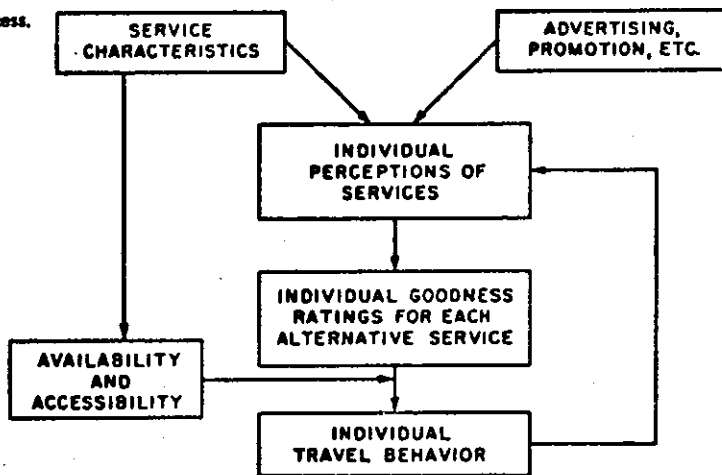 ess.
SERVICE
CHARACTERISTICS
ADVERTISING,
PROMOTION, ETC.
INDIVIDUAL
PERCEPTIONS OF
SERVICES
INDIVIDUAL GOODNESS
RATINGS FOR EACH
ALTERNATIVE SERVICE
AVAILABILITY
AND
ACCESSIBILITY
INDIVIDUAL
TRAVEL BEHAVIOR